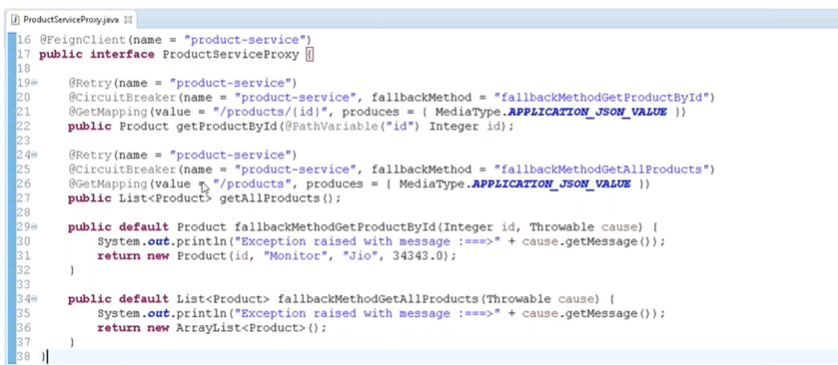 ProductServiceProxy.java
16 @FeignClient(name = "product-service")
17 public interface ProductServiceProxy {
18
19 @Retry(name = "product-service")
20 @CircuitBreaker(name = "product-service", fallbackMethod = "fallbackMethodGetProductById")
21 @GetMapping(value = "/products/{id}", produces = { MediaType.APPLICATION_JSON_VALUE })
22 public Product getProductById(@PathVariable("id") Integer id);
23
24 @Retry(name = "product-service")
25 @CircuitBreaker(name = "product-service", fallbackMethod = "fallbackMethodGetAllProducts")
26 @GetMapping(value = "/products", produces = { MediaType.APPLICATION_JSON_VALUE })
27 public List<Product> getAllProducts();
28
29 public default Product fallbackMethodGetProductById(Integer id, Throwable cause) {
30 System.out.println("Exception raised with message :===>" + cause.getMessage());
31 return new Product(id, "Monitor", "Jio", 34343.0);
32 }
33
34 public default List<Product> fallbackMethodGetAllProducts(Throwable cause) {
35 System.out.println("Exception raised with message :===>" + cause.getMessage());
36 return new ArrayList<Product>();
37 }
38 }